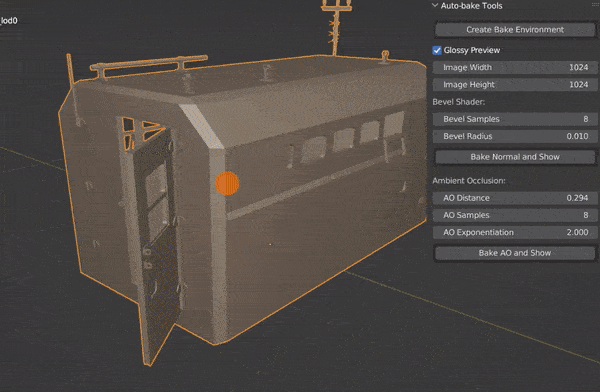 _lod0
Auto-bake Tools
Create Bake Environment
Glossy Preview
Image Width 1024
Image Height 1024
Bevel Shader:
Bevel Samples 8
Bevel Radius 0.010
Bake Normal and Show
Ambient Occlusion:
AO Distance 0.294
AO Samples 8
AO Exponentiation 2.000
Bake AO and Show